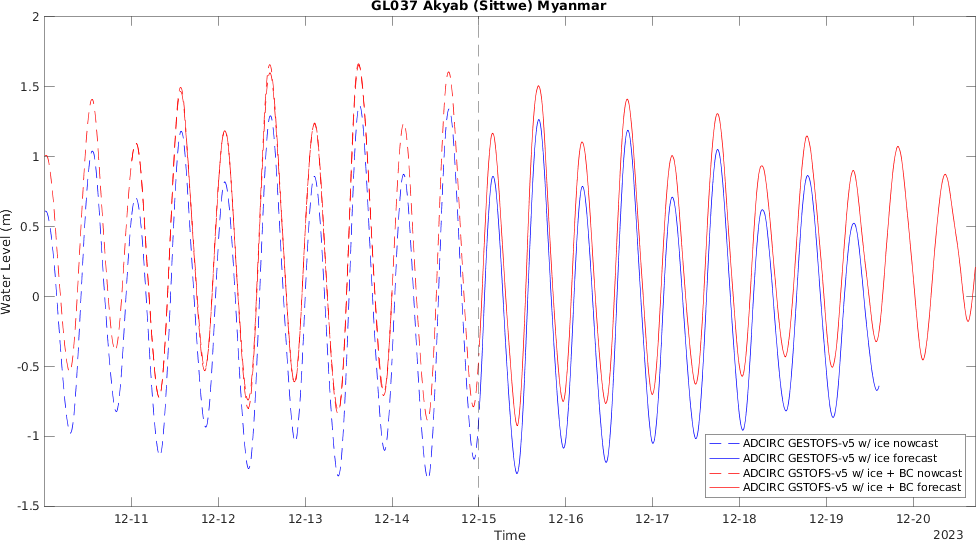 GL037 Akyab (Sittwe) Myanmar
2
1.5
1
0.5
0
-0.5
-1
-1.5
Water Level (m)
12-11
12-12
12-13
12-14
12-15
12-16
12-17
12-18
12-19
12-20
Time
2023
ADCIRC GESTOFS-v5 w/ ice nowcast
ADCIRC GESTOFS-v5 w/ ice forecast
ADCIRC GSTOFS-v5 w/ ice + BC nowcast
ADCIRC GSTOFS-v5 w/ ice + BC forecast